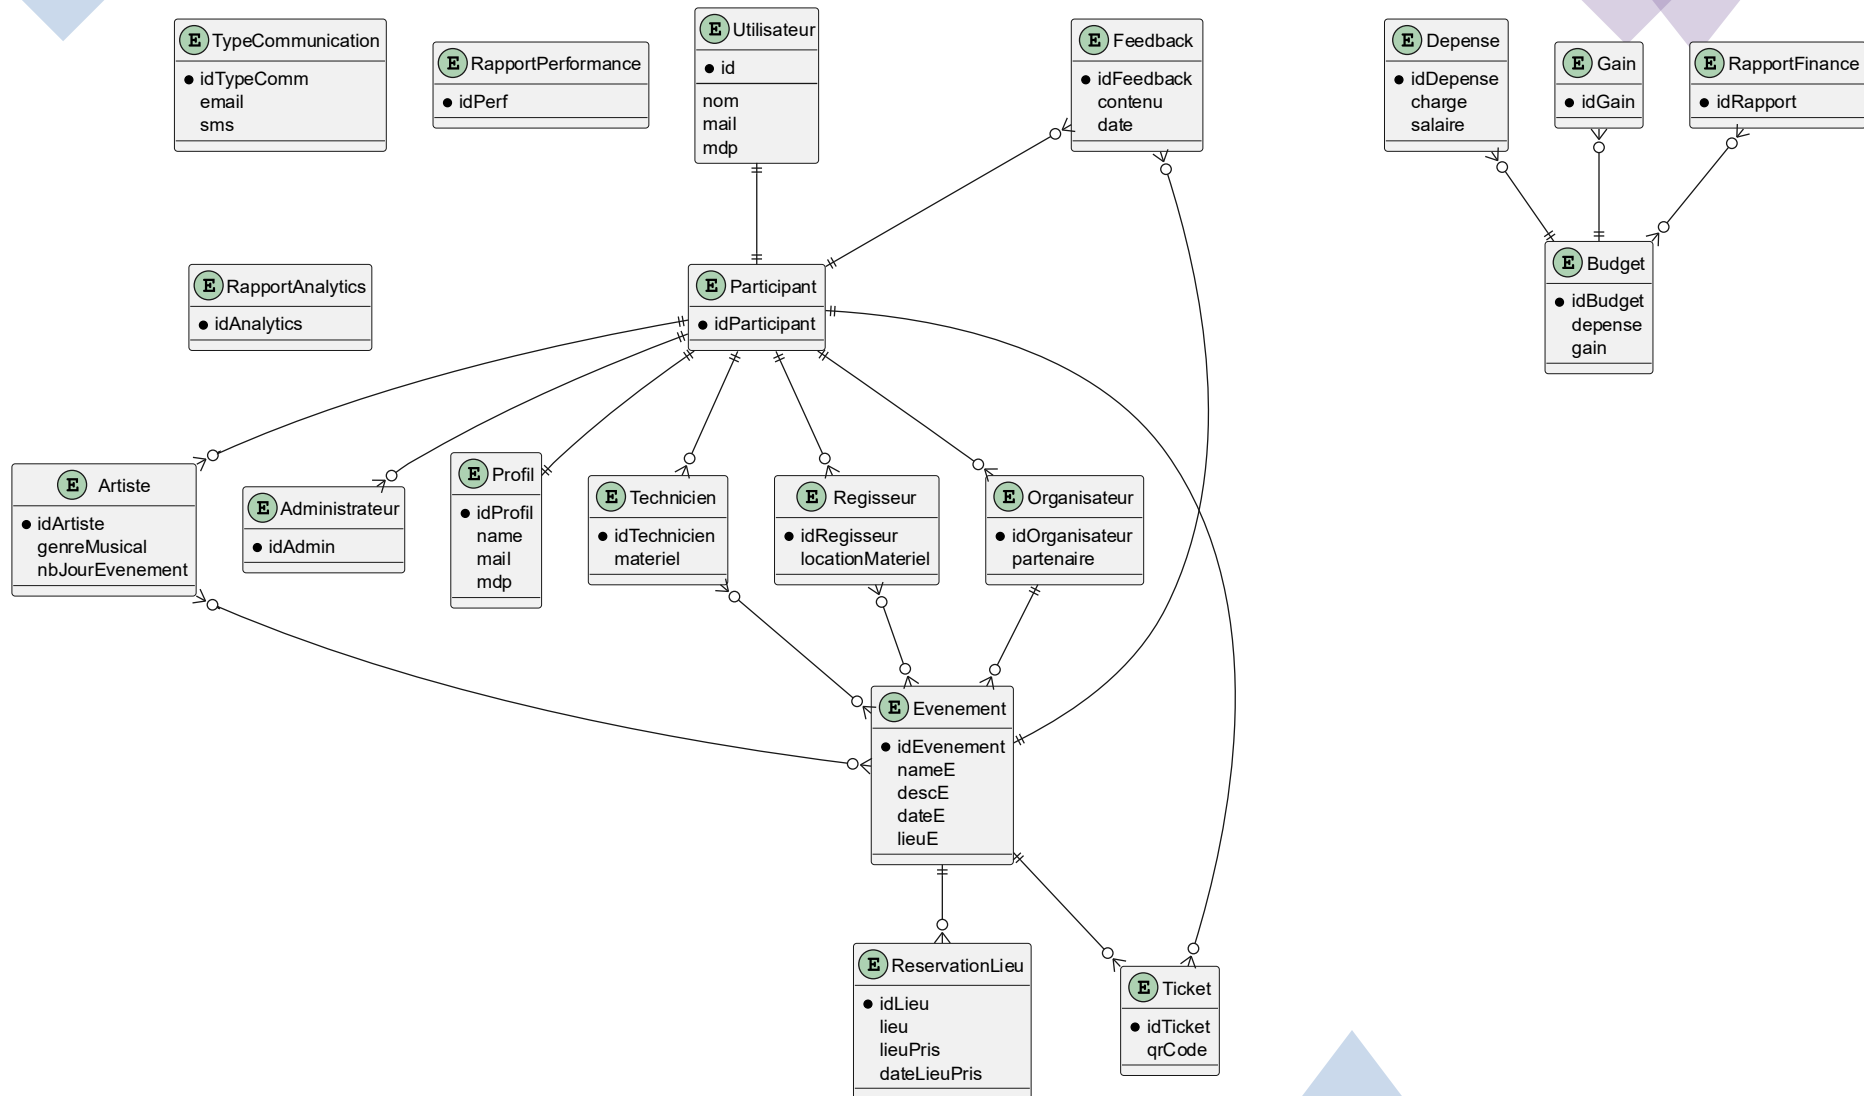 E TypeCommunication
idTypeComm
email
sms
E RapportPerformance
idPerf
E Utilisateur
id
nom
mail
mdp
E Feedback
idFeedback
contenu
date
E Depense
idDepense
charge
salaire
E Gain
idGain
E RapportFinance
idRapport
E RapportAnalytics
idAnalytics
E Participant
idParticipant
E Budget
idBudget
depense
gain
E Artiste
idArtiste
genreMusical
nbJourEvenement
E Administrateur
idAdmin
E Profil
idProfil
name
mail
mdp
E Technicien
idTechnicien
materiel
E Regisseur
idRegisseur
locationMateriel
E Organisateur
idOrganisateur
partenaire
E Evenement
idEvenement
nameE
descE
dateE
lieuE
E ReservationLieu
idLieu
lieu
lieuPris
dateLieuPris
E Ticket
idTicket
qrCode